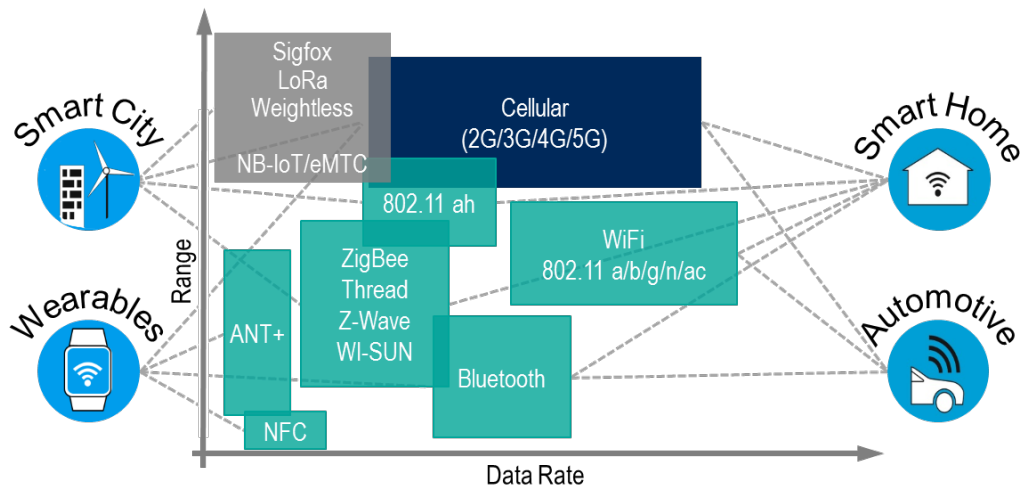 Smart City
Wearables
Range
Sigfox
LoRa
Weightless
NB-IoT/eMTC
Cellular
(2G/3G/4G/5G)
802.11 ah
WiFi
802.11 a/b/g/n/ac
ZigBee
Thread
Z-Wave
WI-SUN
ANT+
Bluetooth
NFC
Data Rate
Smart Home
Automotive